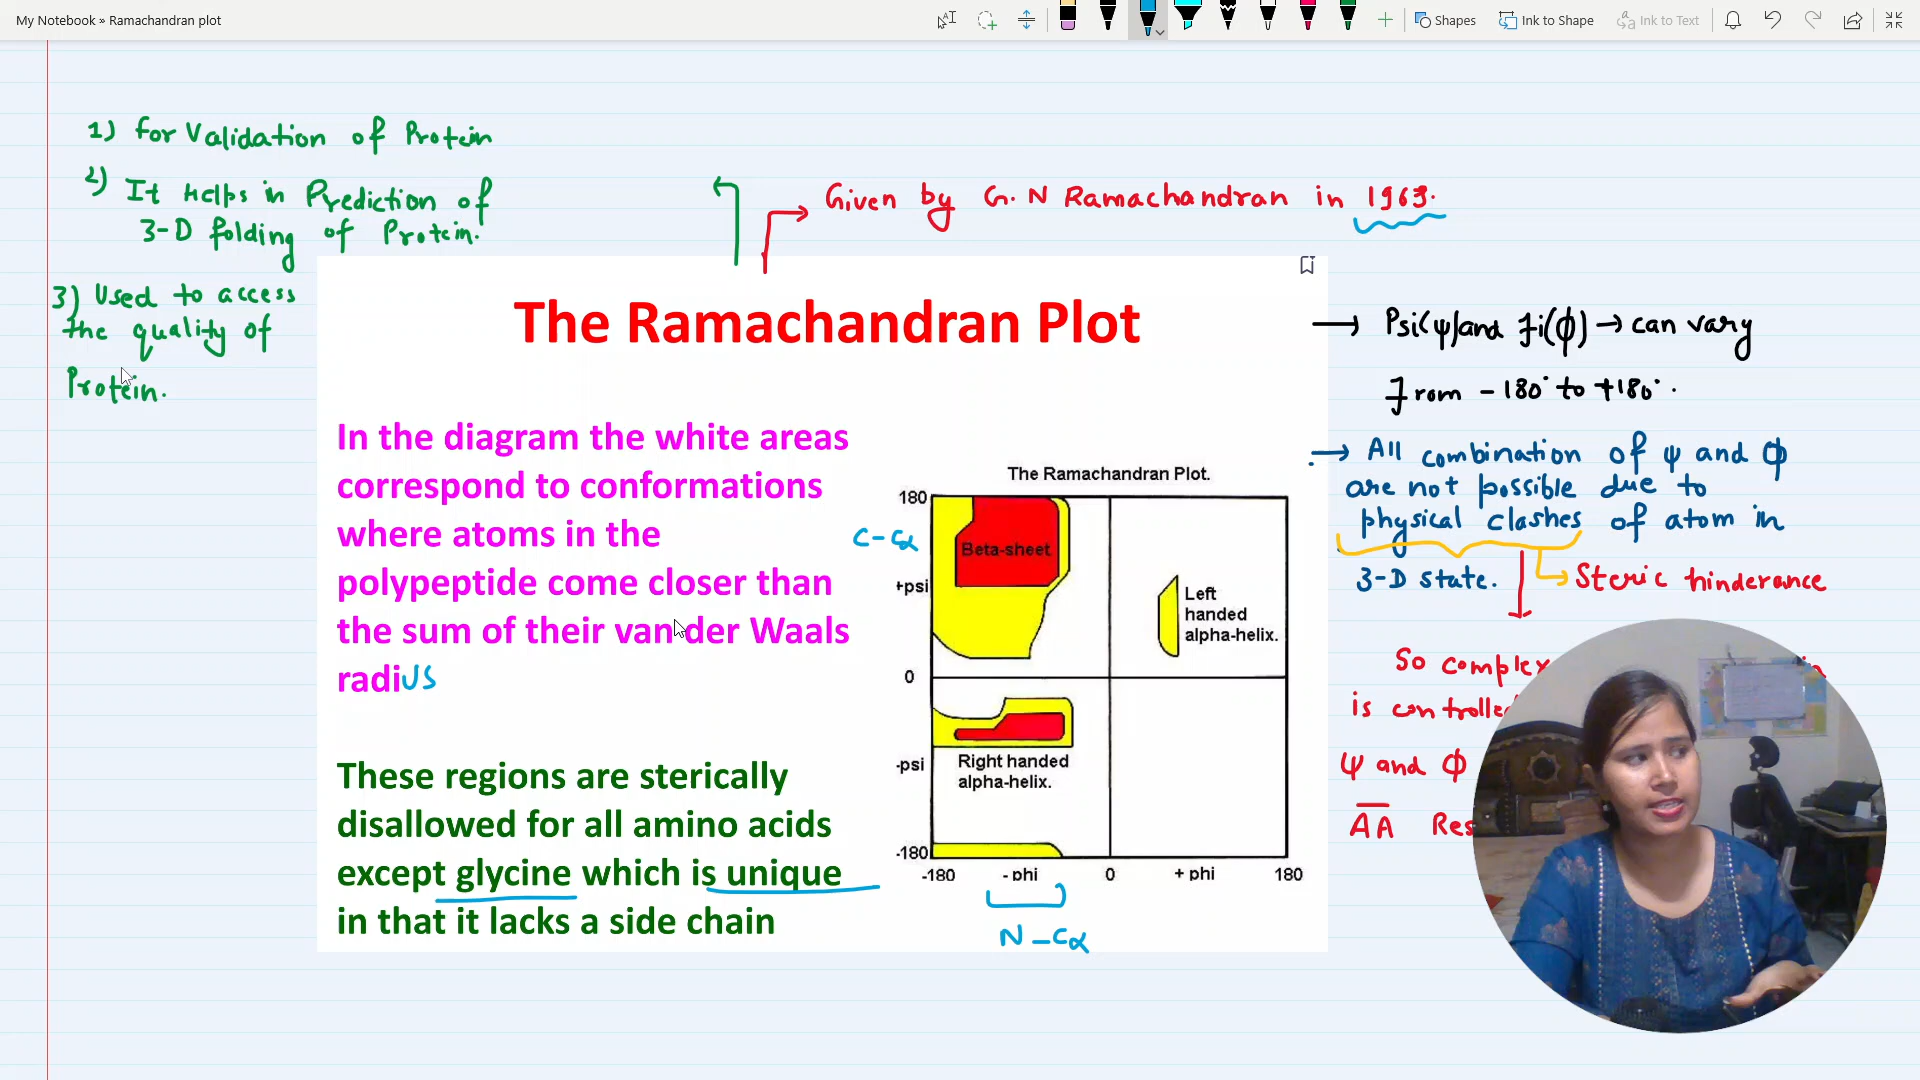 My Notebook » Ramachandran plot
Shapes
Ink to Shape
Ink to Text
1) For Validation of Protein
2) It Helps in Prediction of
3-D folding of Protein.
3) Used to access
the quality of
Protein.
Given by G. N Ramachandran in 1963.
The Ramachandran Plot
In the diagram the white areas
correspond to conformations
where atoms in the
polypeptide come closer than
the sum of their van der Waals
radius
These regions are sterically
disallowed for all amino acids
except glycine which is unique
in that it lacks a side chain
The Ramachandran Plot.
180
C-Cα
Beta-sheet
+psi
Left
handed
alpha-helix.
0
-psi
Right handed
alpha-helix.
-180
-180 - phi 0 + phi 180
N-Cα
→ Psi(ψ) and fi(ϕ) → can vary
from -180° to +180°.
→ All combination of ψ and ϕ
are not possible due to
physical clashes of atom in
3-D state.
Steric hinderance
So
is
ψ and ϕ
AA